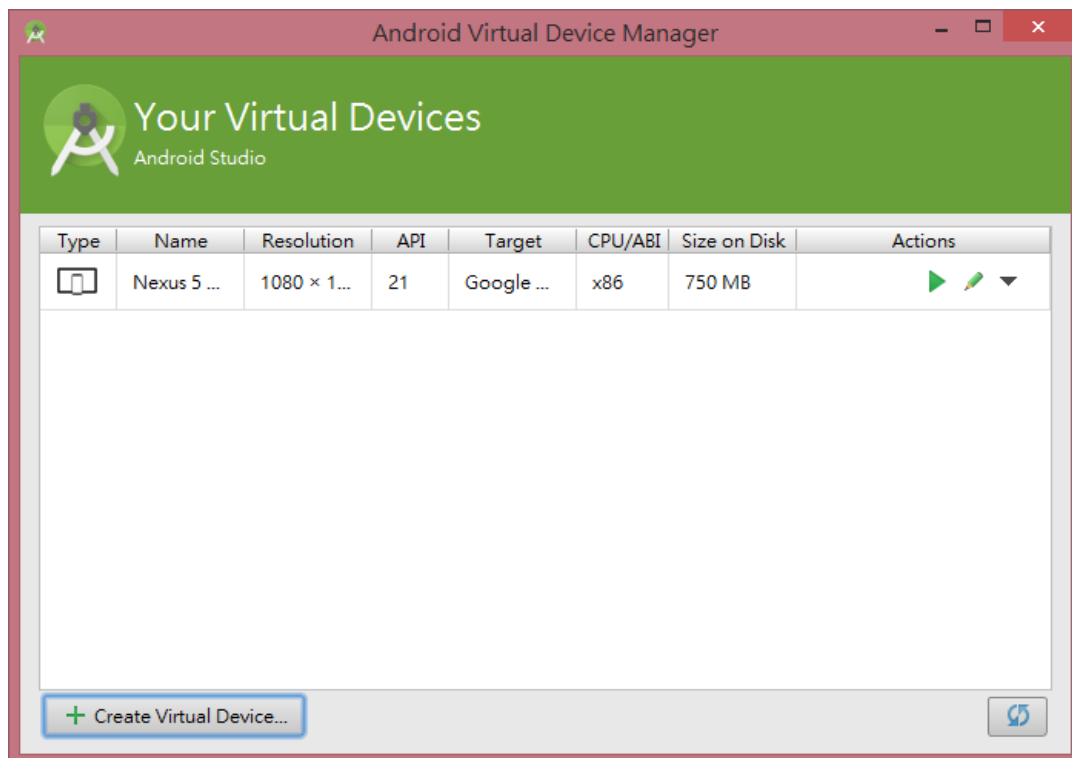 Android Virtual Device Manager
Your Virtual Devices
Android Studio
Type Name Resolution API Target CPU/ABI Size on Disk Actions
Nexus 5 ... 1080 × 1... 21 Google ... x86 750 MB
Create Virtual Device...